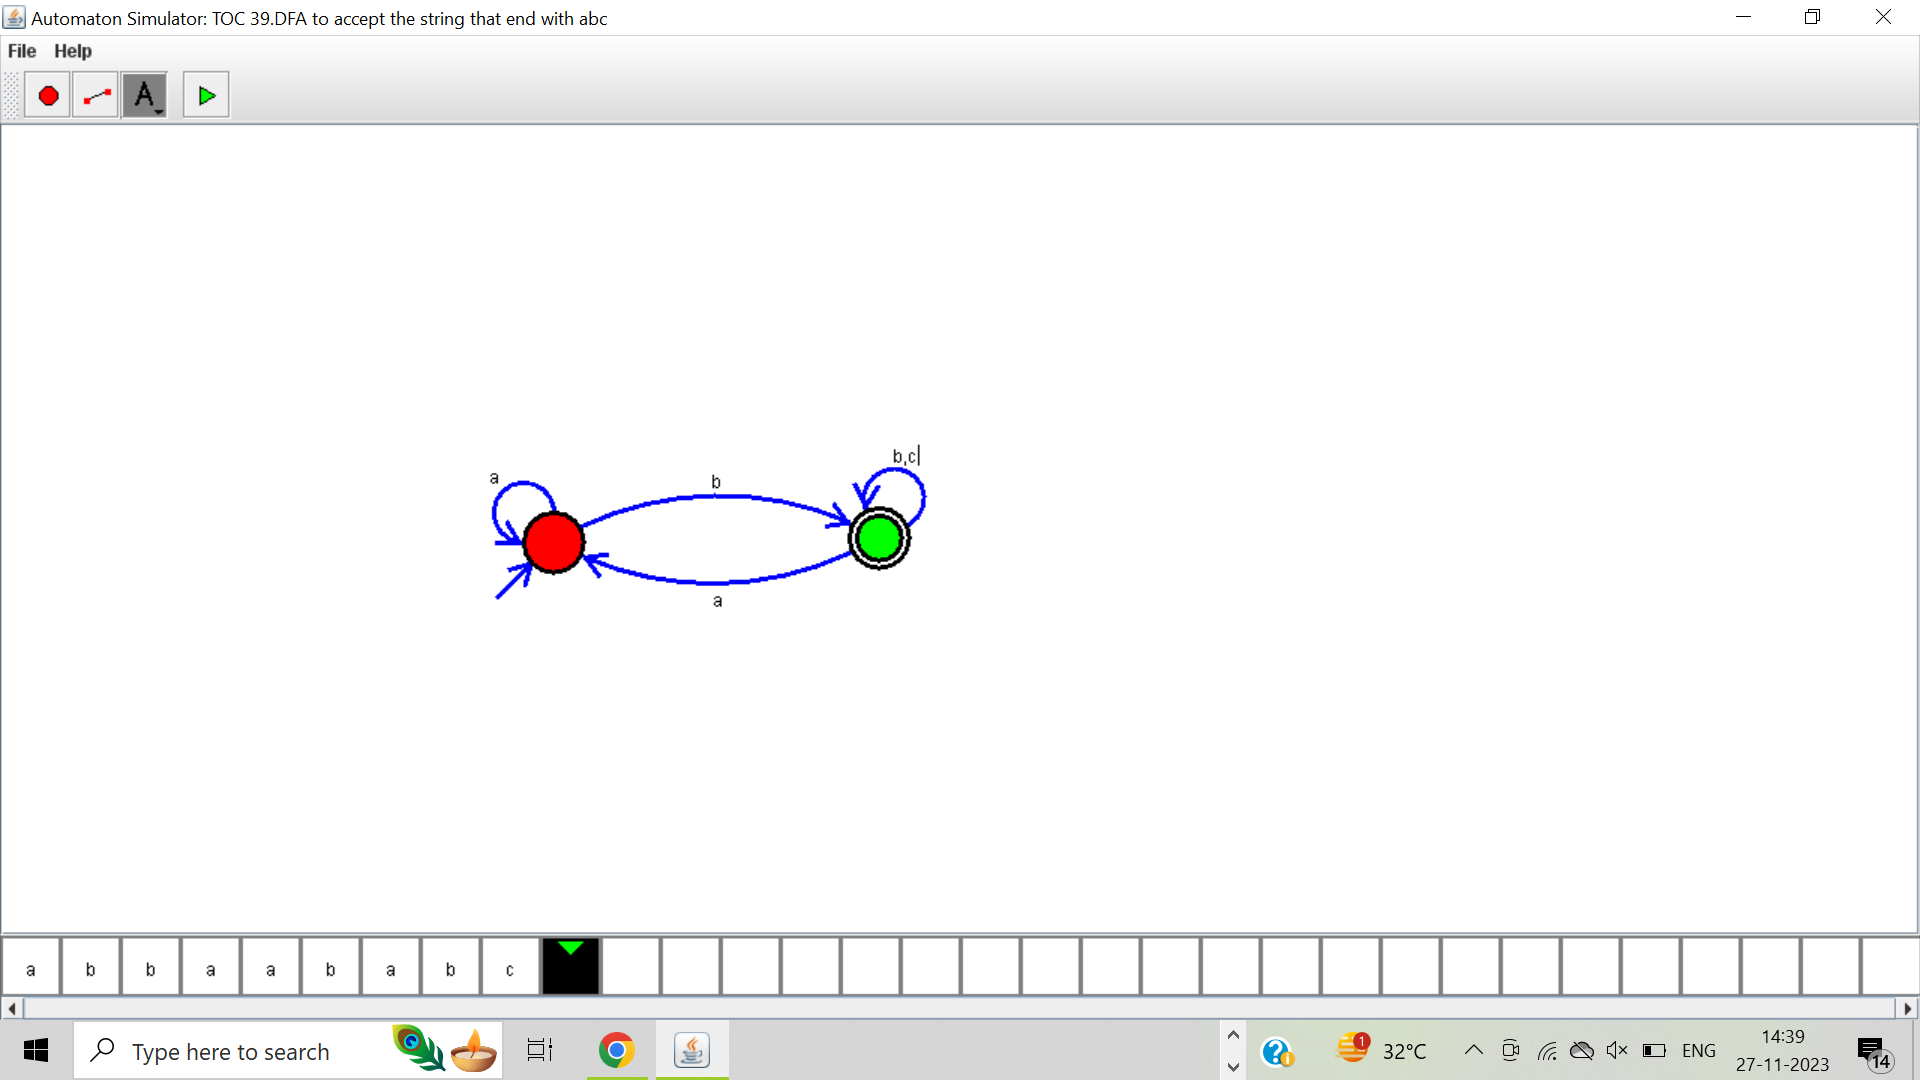 Automaton Simulator: TOC 39.DFA to accept the string that end with abc
File Help
A
b,c
a
b
a
a b b a a b a b c
Type here to search
1
32°C
ENG
14:39
27-11-2023
14